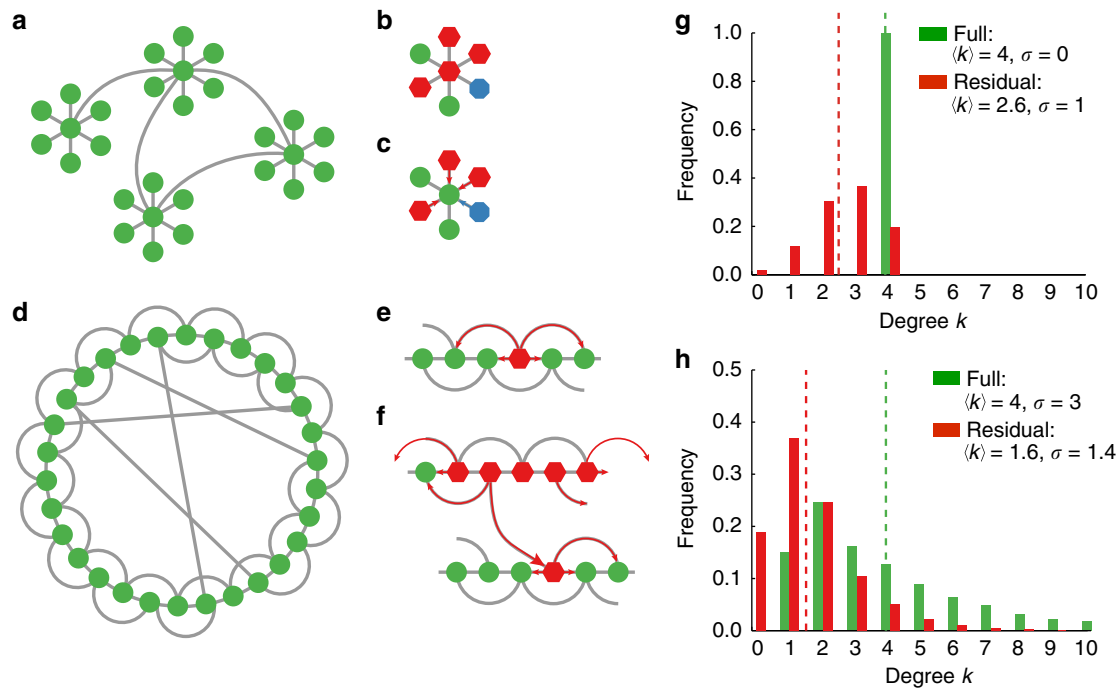 a
b
c
d
e
f
g
1.0
0.8
0.6
0.4
0.2
0.0
Frequency
0 1 2 3 4 5 6 7 8 9 10
Degree k
Full:
⟨k⟩ = 4, σ = 0
Residual:
⟨k⟩ = 2.6, σ = 1
h
0.5
0.4
0.3
0.2
0.1
0.0
Frequency
0 1 2 3 4 5 6 7 8 9 10
Degree k
Full:
⟨k⟩ = 4, σ = 3
Residual:
⟨k⟩ = 1.6, σ = 1.4